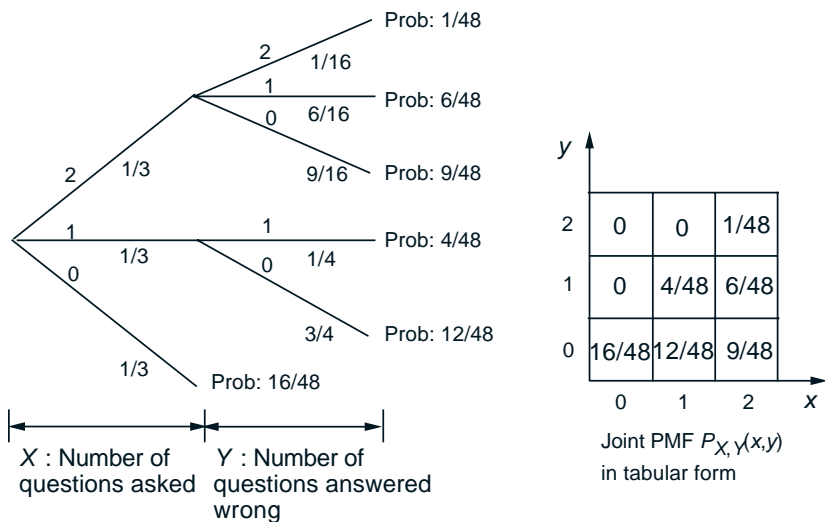 Prob: 1/48
2
1/16
1
Prob: 6/48
6/16
0
9/16
Prob: 9/48
2
1/3
1
1/3
1
Prob: 4/48
1/4
0
0
3/4
Prob: 12/48
1/3
Prob: 16/48
X : Number of
questions asked
Y : Number of
questions answered
wrong
y
2
0
0
1/48
1
0
4/48
6/48
0
16/48
12/48
9/48
0
1
2
x
Joint PMF PX, Y(x,y)
in tabular form